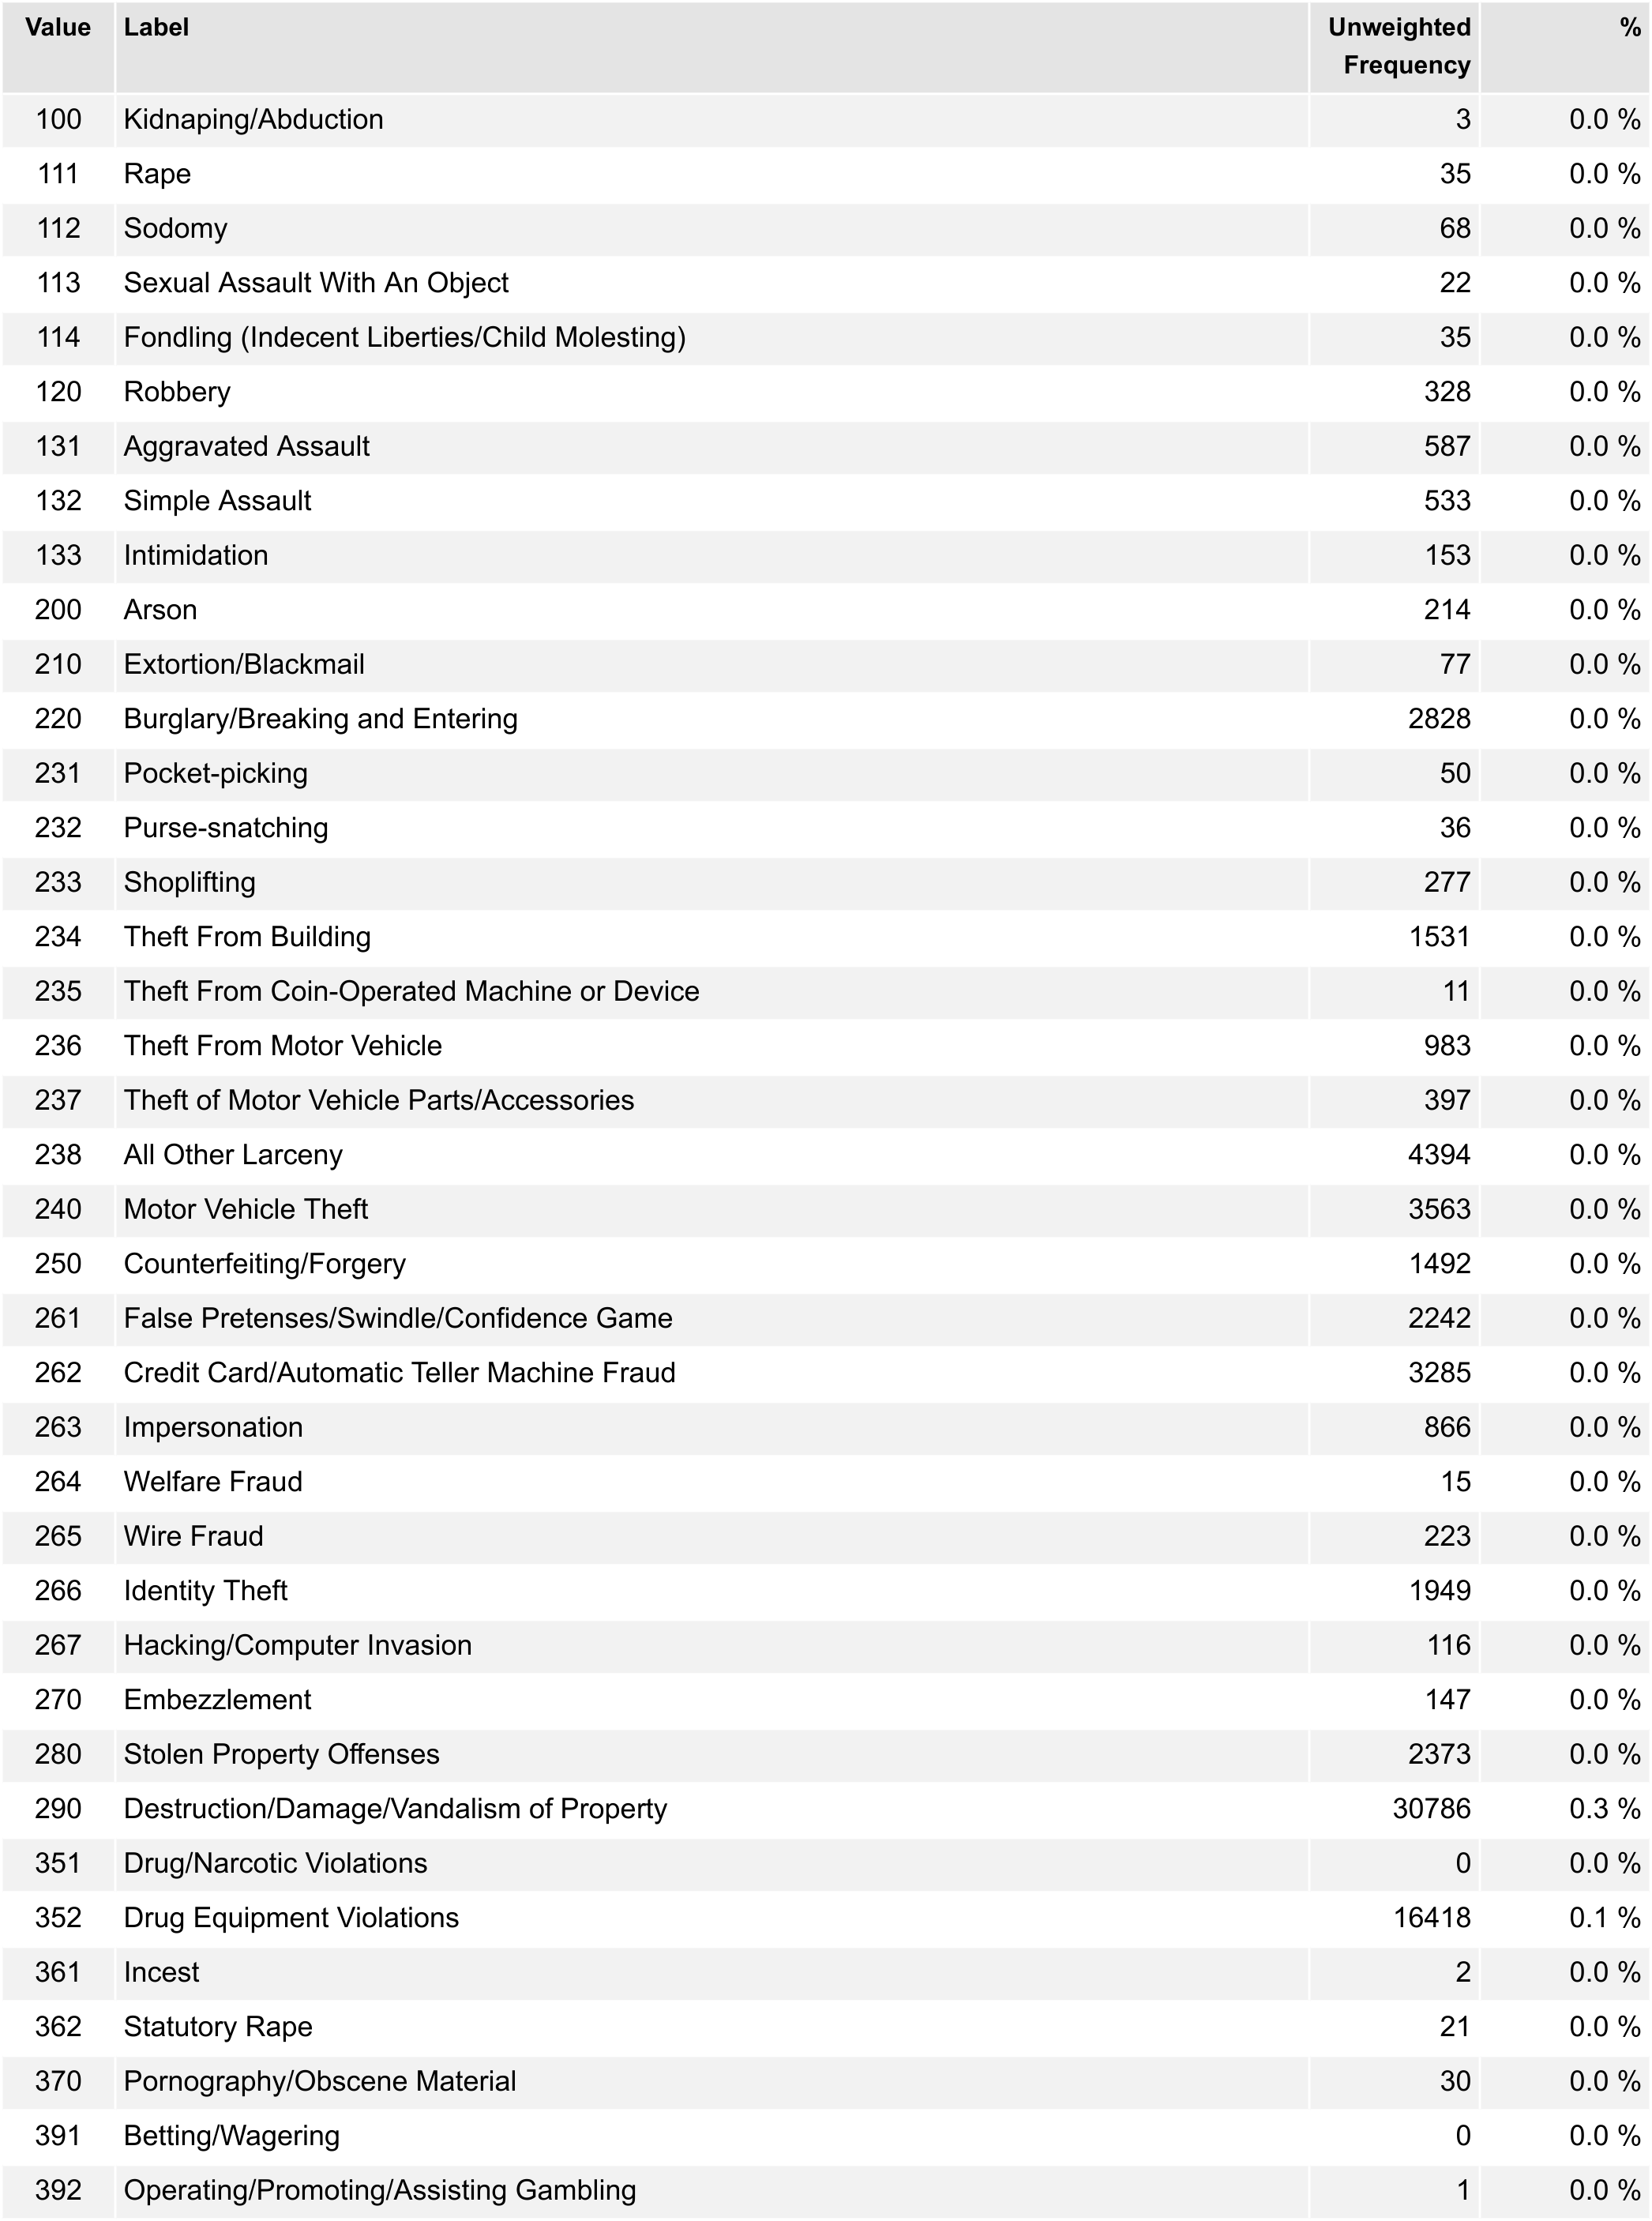 Value Label Unweighted Frequency %
100 Kidnaping/Abduction 3 0.0 %
111 Rape 35 0.0 %
112 Sodomy 68 0.0 %
113 Sexual Assault With An Object 22 0.0 %
114 Fondling (Indecent Liberties/Child Molesting) 35 0.0 %
120 Robbery 328 0.0 %
131 Aggravated Assault 587 0.0 %
132 Simple Assault 533 0.0 %
133 Intimidation 153 0.0 %
200 Arson 214 0.0 %
210 Extortion/Blackmail 77 0.0 %
220 Burglary/Breaking and Entering 2828 0.0 %
231 Pocket-picking 50 0.0 %
232 Purse-snatching 36 0.0 %
233 Shoplifting 277 0.0 %
234 Theft From Building 1531 0.0 %
235 Theft From Coin-Operated Machine or Device 11 0.0 %
236 Theft From Motor Vehicle 983 0.0 %
237 Theft of Motor Vehicle Parts/Accessories 397 0.0 %
238 All Other Larceny 4394 0.0 %
240 Motor Vehicle Theft 3563 0.0 %
250 Counterfeiting/Forgery 1492 0.0 %
261 False Pretenses/Swindle/Confidence Game 2242 0.0 %
262 Credit Card/Automatic Teller Machine Fraud 3285 0.0 %
263 Impersonation 866 0.0 %
264 Welfare Fraud 15 0.0 %
265 Wire Fraud 223 0.0 %
266 Identity Theft 1949 0.0 %
267 Hacking/Computer Invasion 116 0.0 %
270 Embezzlement 147 0.0 %
280 Stolen Property Offenses 2373 0.0 %
290 Destruction/Damage/Vandalism of Property 30786 0.3 %
351 Drug/Narcotic Violations 0 0.0 %
352 Drug Equipment Violations 16418 0.1 %
361 Incest 2 0.0 %
362 Statutory Rape 21 0.0 %
370 Pornography/Obscene Material 30 0.0 %
391 Betting/Wagering 0 0.0 %
392 Operating/Promoting/Assisting Gambling 1 0.0 %